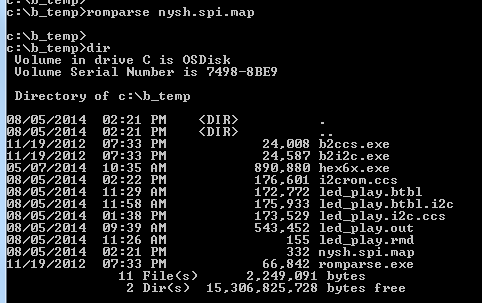 c:\b_temp>
c:\b_temp>romparse nysh.spi.map
c:\b_temp>
c:\b_temp>dir
Volume in drive C is OSDisk
Volume Serial Number is 7498-8BE9
Directory of c:\b_temp
08/05/2014 02:21 PM <DIR> .
08/05/2014 02:21 PM <DIR> ..
11/19/2012 07:33 PM 24,008 b2ccs.exe
11/19/2012 07:33 PM 24,587 b2i2c.exe
05/07/2014 10:35 AM 890,880 hex6x.exe
08/05/2014 02:22 PM 176,601 i2crom.ccs
08/05/2014 11:29 AM 172,772 led_play.btbl
08/05/2014 11:58 AM 175,933 led_play.btbl.i2c
08/05/2014 01:38 PM 173,529 led_play.i2c.ccs
08/05/2014 09:39 AM 543,452 led_play.out
08/05/2014 11:26 AM 155 led_play.rmd
08/05/2014 02:21 PM 332 nysh.spi.map
11/19/2012 07:33 PM 66,842 romparse.exe
11 File(s) 2,249,091 bytes
2 Dir(s) 15,306,825,728 bytes free